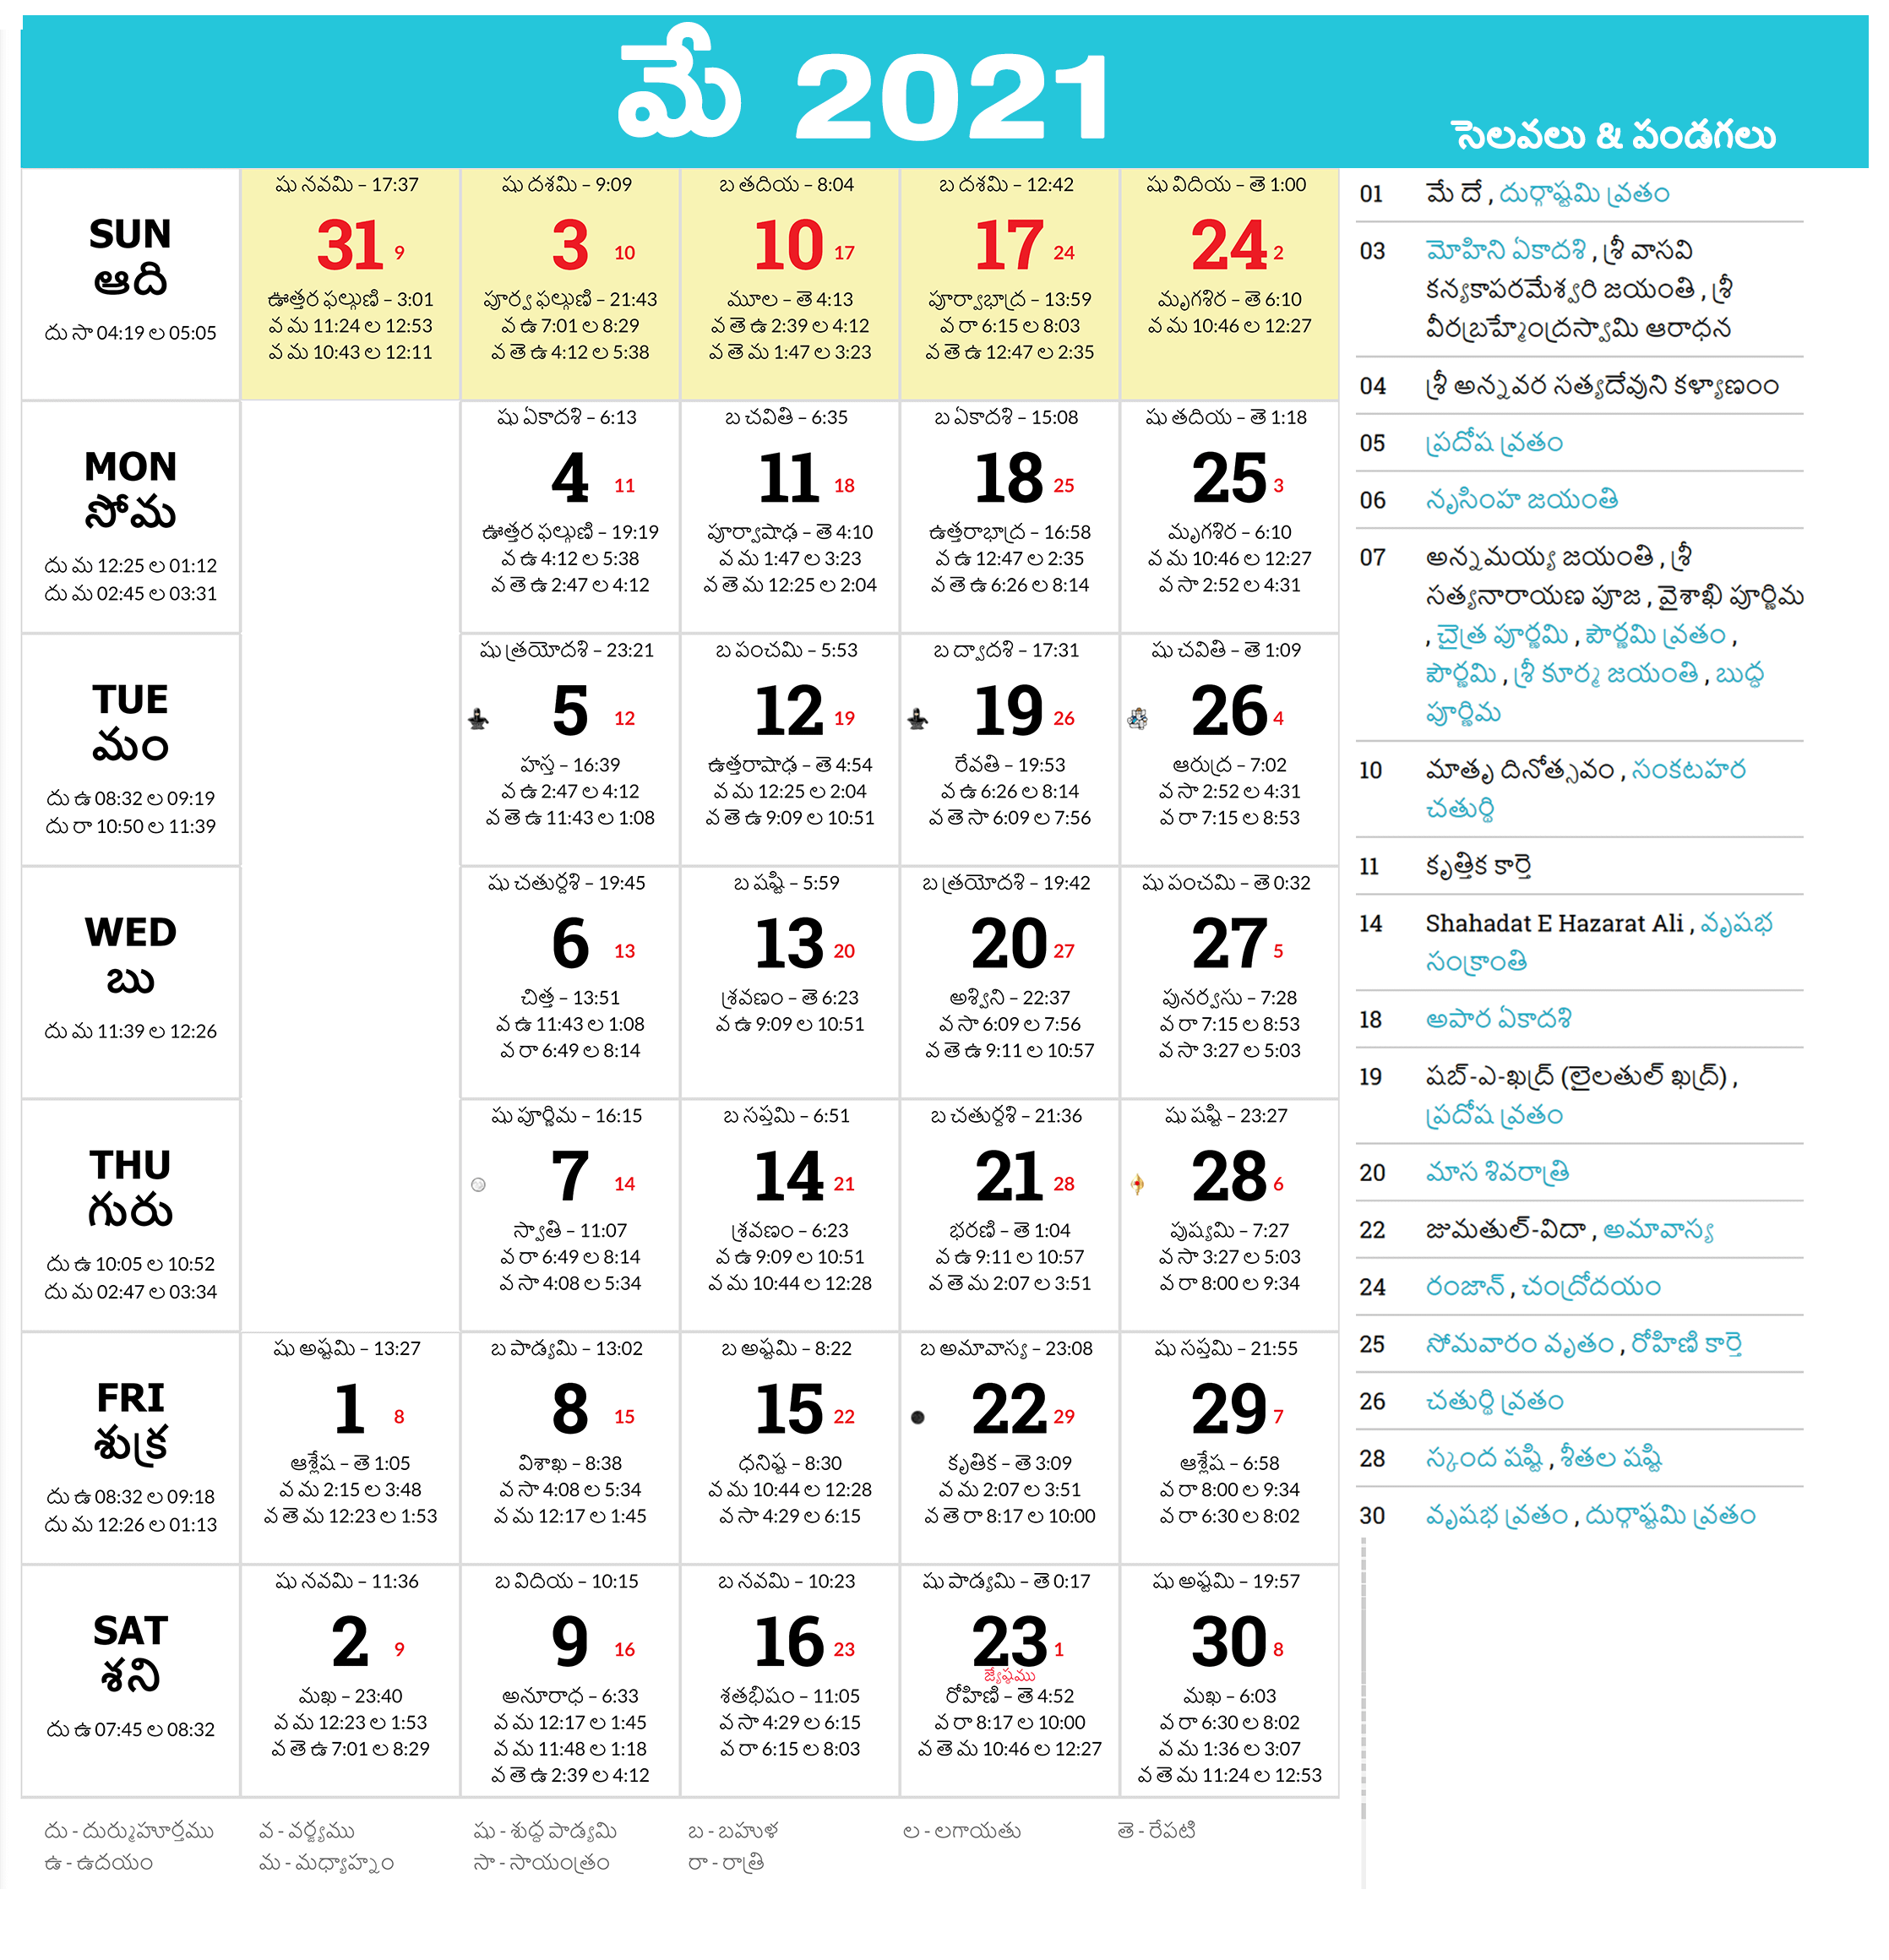 మే 2021
సెలవలు & పండగలు
SUN
ఆది
దు సా 04:19 ల 05:05
షు నవమి – 17:37
31 9
ఊత్తర ఫల్గుణి – 3:01
వ మ 11:24 ల 12:53
వ మ 10:43 ల 12:11
షు దశమి – 9:09
3 10
పూర్వ ఫల్గుణి – 21:43
వ ఉ 7:01 ల 8:29
వ తె ఉ 4:12 ల 5:38
బ తదియ – 8:04
10 17
మూల – తె 4:13
వ తె ఉ 2:39 ల 4:12
వ తె మ 1:47 ల 3:23
బ దశమి – 12:42
17 24
పూర్వాభాద్ర – 13:59
వ రా 6:15 ల 8:03
వ తె ఉ 12:47 ల 2:35
షు విదియ – తె 1:00
24 2
మృగశిర – తె 6:10
వ మ 10:46 ల 12:27
MON
సోమ
దు మ 12:25 ల 01:12
దు మ 02:45 ల 03:31
షు ఏకాదశి – 6:13
4 11
ఊత్తర ఫల్గుణి – 19:19
వ ఉ 4:12 ల 5:38
వ తె ఉ 2:47 ల 4:12
బ చవితి – 6:35
11 18
పూర్వాషాఢ – తె 4:10
వ మ 1:47 ల 3:23
వ తె మ 12:25 ల 2:04
బ ఏకాదశి – 15:08
18 25
ఉత్తరాభాద్ర – 16:58
వ ఉ 12:47 ల 2:35
వ తె ఉ 6:26 ల 8:14
షు తదియ – తె 1:18
25 3
మృగశిర – 6:10
వ మ 10:46 ల 12:27
వ సా 2:52 ల 4:31
TUE
మం
దు ఉ 08:32 ల 09:19
దు రా 10:50 ల 11:39
షు త్రయోదశి – 23:21
5 12
హస్త – 16:39
వ ఉ 2:47 ల 4:12
వ తె ఉ 11:43 ల 1:08
బ పంచమి – 5:53
12 19
ఉత్తరాషాఢ – తె 4:54
వ మ 12:25 ల 2:04
వ తె ఉ 9:09 ల 10:51
బ ద్వాదశి – 17:31
19 26
రేవతి – 19:53
వ ఉ 6:26 ల 8:14
వ తె సా 6:09 ల 7:56
షు చవితి – తె 1:09
26 4
ఆరుద్ర – 7:02
వ సా 2:52 ల 4:31
వ రా 7:15 ల 8:53
WED
బు
దు మ 11:39 ల 12:26
షు చతుర్దశి – 19:45
6 13
చిత్త – 13:51
వ ఉ 11:43 ల 1:08
వ రా 6:49 ల 8:14
బ షష్టి – 5:59
13 20
శ్రవణం – తె 6:23
వ ఉ 9:09 ల 10:51
బ త్రయోదశి – 19:42
20 27
అశ్విని – 22:37
వ సా 6:09 ల 7:56
వ తె ఉ 9:11 ల 10:57
షు పంచమి – తె 0:32
27 5
పునర్వసు – 7:28
వ రా 7:15 ల 8:53
వ సా 3:27 ల 5:03
THU
గురు
దు ఉ 10:05 ల 10:52
దు మ 02:47 ల 03:34
షు పూర్ణిమ – 16:15
7 14
స్వాతి – 11:07
వ రా 6:49 ల 8:14
వ సా 4:08 ల 5:34
బ సప్తమి – 6:51
14 21
శ్రవణం – 6:23
వ ఉ 9:09 ల 10:51
వ మ 10:44 ల 12:28
బ చతుర్దశి – 21:36
21 28
భరణి – తె 1:04
వ ఉ 9:11 ల 10:57
వ తె మ 2:07 ల 3:51
షు షష్టి – 23:27
28 6
పుష్యమి – 7:27
వ సా 3:27 ల 5:03
వ రా 8:00 ల 9:34
FRI
శుక్ర
దు ఉ 08:32 ల 09:18
దు మ 12:26 ల 01:13
షు అష్టమి – 13:27
1 8
ఆశ్లేష – తె 1:05
వ మ 2:15 ల 3:48
వ తె మ 12:23 ల 1:53
బ పాడ్యమి – 13:02
8 15
విశాఖ – 8:38
వ సా 4:08 ల 5:34
వ మ 12:17 ల 1:45
బ అష్టమి – 8:22
15 22
ధనిష్ట – 8:30
వ మ 10:44 ల 12:28
వ సా 4:29 ల 6:15
బ అమావాస్య – 23:08
22 29
కృతిక – తె 3:09
వ మ 2:07 ల 3:51
వ తె రా 8:17 ల 10:00
షు సప్తమి – 21:55
29 7
ఆశ్లేష – 6:58
వ రా 8:00 ల 9:34
వ రా 6:30 ల 8:02
SAT
శని
దు ఉ 07:45 ల 08:32
షు నవమి – 11:36
2 9
మఖ – 23:40
వ మ 12:23 ల 1:53
వ తె ఉ 7:01 ల 8:29
బ విదియ – 10:15
9 16
అనూరాధ – 6:33
వ మ 12:17 ల 1:45
వ మ 11:48 ల 1:18
వ తె ఉ 2:39 ల 4:12
బ నవమి – 10:23
16 23
శతభిషం – 11:05
వ సా 4:29 ల 6:15
వ రా 6:15 ల 8:03
షు పాడ్యమి – తె 0:17
23 1
జ్యేష్ఠము
రోహిణి – తె 4:52
వ రా 8:17 ల 10:00
వ తె మ 10:46 ల 12:27
షు అష్టమి – 19:57
30 8
మఖ – 6:03
వ రా 6:30 ల 8:02
వ మ 1:36 ల 3:07
వ తె మ 11:24 ల 12:53
01 మే దే , దుర్గాష్టమి వ్రతం
03 మోహిని ఏకాదశి , శ్రీ వాసవి
కన్యకాపరమేశ్వరి జయంతి , శ్రీ
వీరబ్రహ్మేంద్రస్వామి ఆరాధన
04 శ్రీ అన్నవర సత్యదేవుని కళ్యాణంం
05 ప్రదోష వ్రతం
06 నృసింహ జయంతి
07 అన్నమయ్య జయంతి , శ్రీ
సత్యనారాయణ పూజ , వైశాఖి పూర్ణిమ
, చైత్ర పూర్ణమి , పౌర్ణమి వ్రతం ,
పౌర్ణమి , శ్రీ కూర్మ జయంతి , బుద్ధ
పూర్ణిమ
10 మాతృ దినోత్సవం , సంకటహర
చతుర్థి
11 కృత్తిక కార్తె
14 Shahadat E Hazarat Ali , వృషభ
సంక్రాంతి
18 అపార ఏకాదశి
19 షబ్-ఎ-ఖద్ర్ (లైలతుల్ ఖద్ర్) ,
ప్రదోష వ్రతం
20 మాస శివరాత్రి
22 జుమతుల్-విదా , అమావాస్య
24 రంజాన్ , చంద్రోదయం
25 సోమవారం వృతం , రోహిణి కార్తె
26 చతుర్థి వ్రతం
28 స్కంద షష్టి , శీతల షష్టి
30 వృషభ వ్రతం , దుర్గాష్టమి వ్రతం
దు - దుర్ముహూర్తము వ - వర్జ్యము షు - శుద్ద పాడ్యమి బ - బహుళ ల - లగాయతు తె - రేపటి
ఉ - ఉదయం మ - మధ్యాహ్నం సా - సాయంత్రం రా - రాత్రి